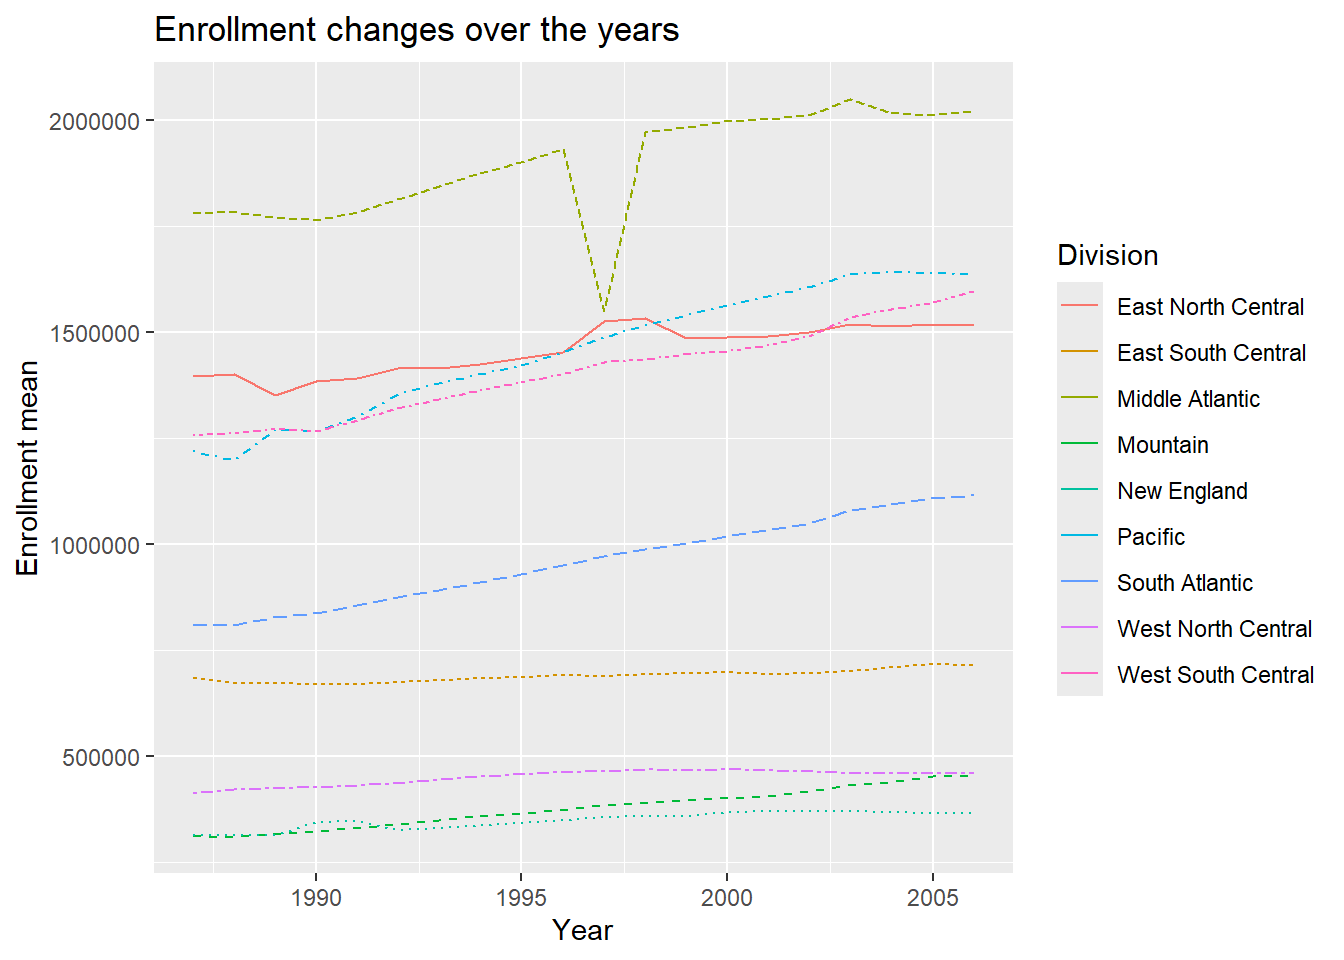 Enrollment changes over the years
Enrollment mean
2000000
1500000
1000000
500000
1990
1995
2000
2005
Year
Division
East North Central
East South Central
Middle Atlantic
Mountain
New England
Pacific
South Atlantic
West North Central
West South Central